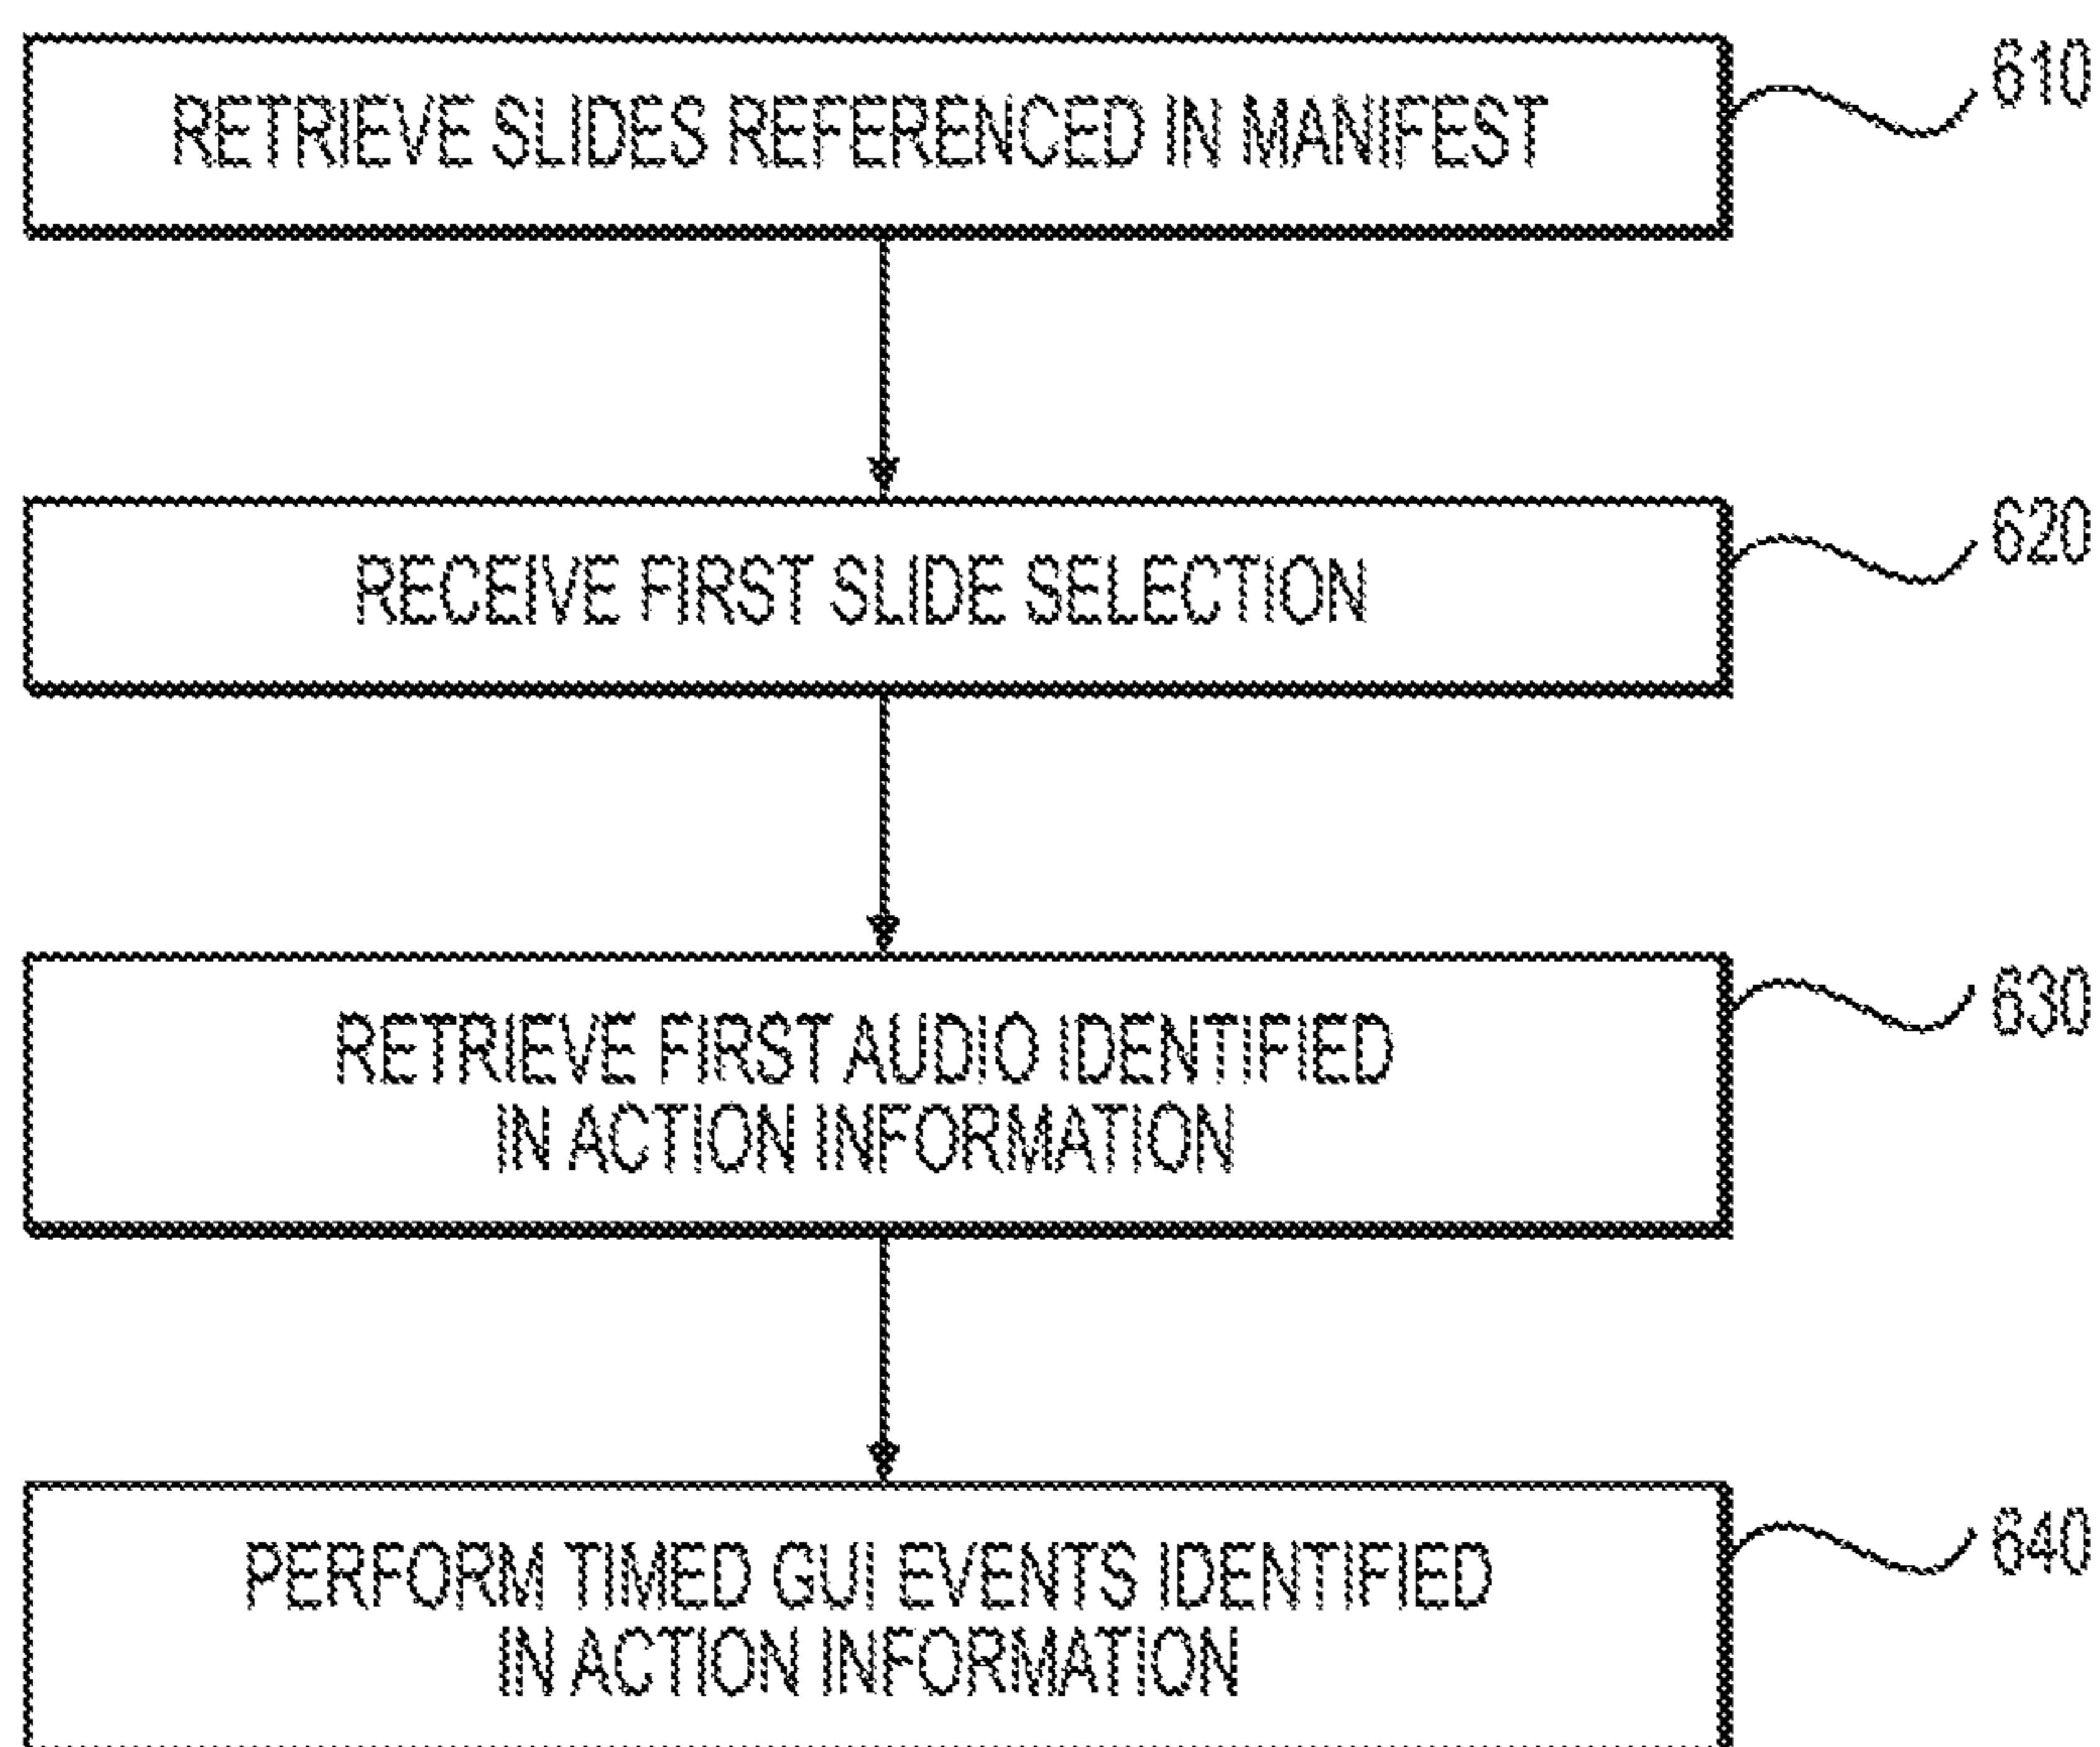 RETRIEVE SLIDES REFERENCED IN MANIFEST
610
RECEIVE FIRST SLIDE SELECTION
620
RETRIEVE FIRST AUDIO IDENTIFIED
IN ACTION INFORMATION
630
PERFORM TIMED GUI EVENTS IDENTIFIED
IN ACTION INFORMATION
640